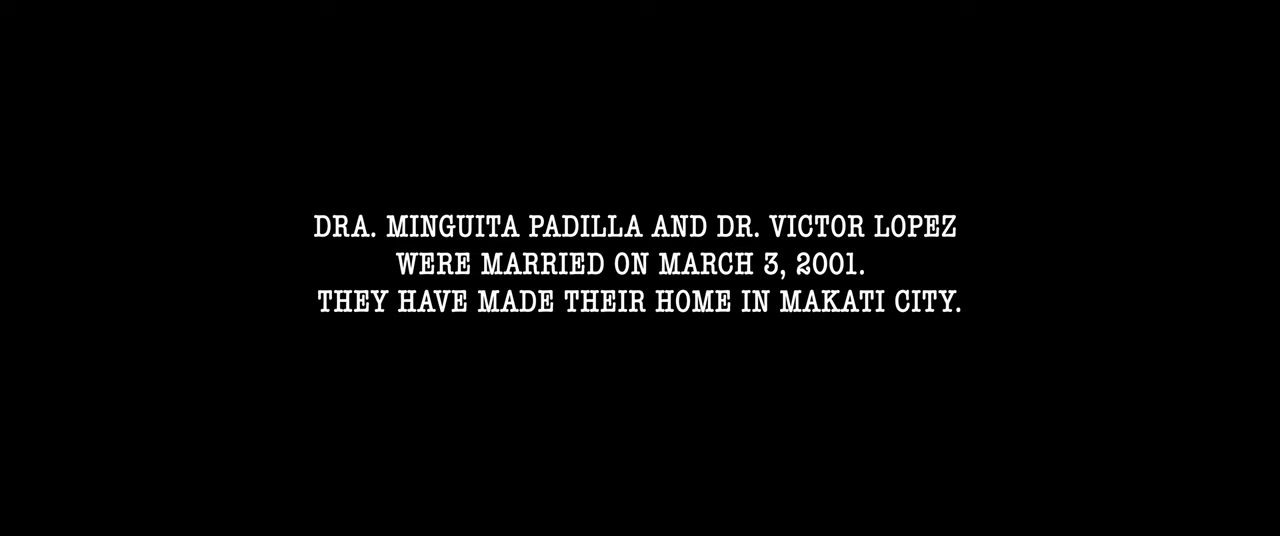 DRA. MINGUITA PADILLA AND DR. VICTOR LOPEZ
WERE MARRIED ON MARCH 3, 2001.
THEY HAVE MADE THEIR HOME IN MAKATI CITY.